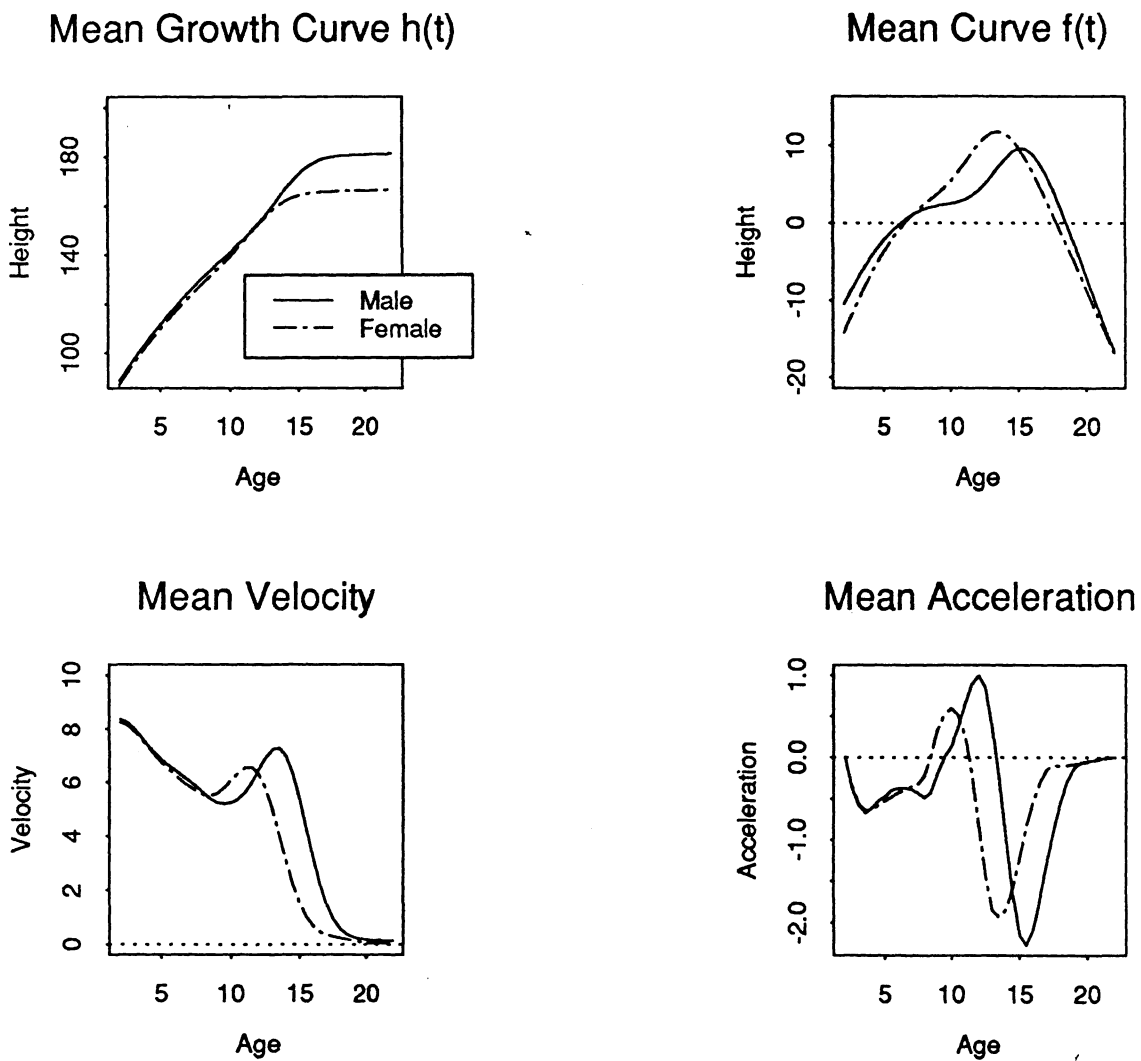 Mean Growth Curve h(t)
Height
180
140
100
Male
Female
5 10 15 20
Age
Mean Curve f(t)
Height
10
0
-10
-20
5 10 15 20
Age
Mean Velocity
Velocity
10
8
6
4
2
0
5 10 15 20
Age
Mean Acceleration
Acceleration
1.0
0.0
-1.0
-2.0
5 10 15 20
Age